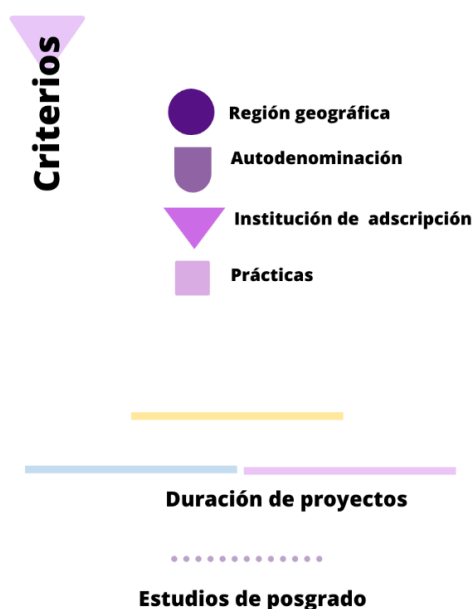 Criterios
Región geográfica
Autodenominación
Institución de adscripción
Prácticas
Duración de proyectos
Estudios de posgrado